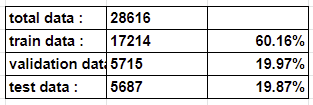 total data : 28616
train data : 17214 60.16%
validation data 5715 19.97%
test data : 5687 19.87%